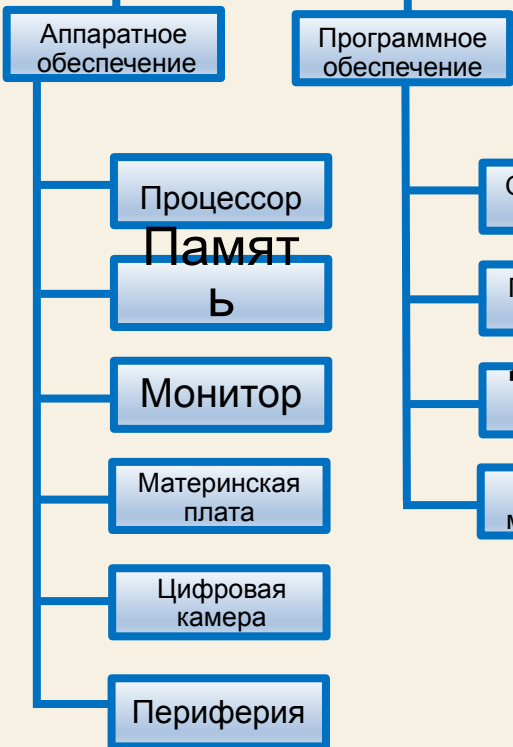 Аппаратное
обеспечение
Процессор
Памят
ь
Монитор
Материнская
плата
Цифровая
камера
Периферия
Программное
обеспечение